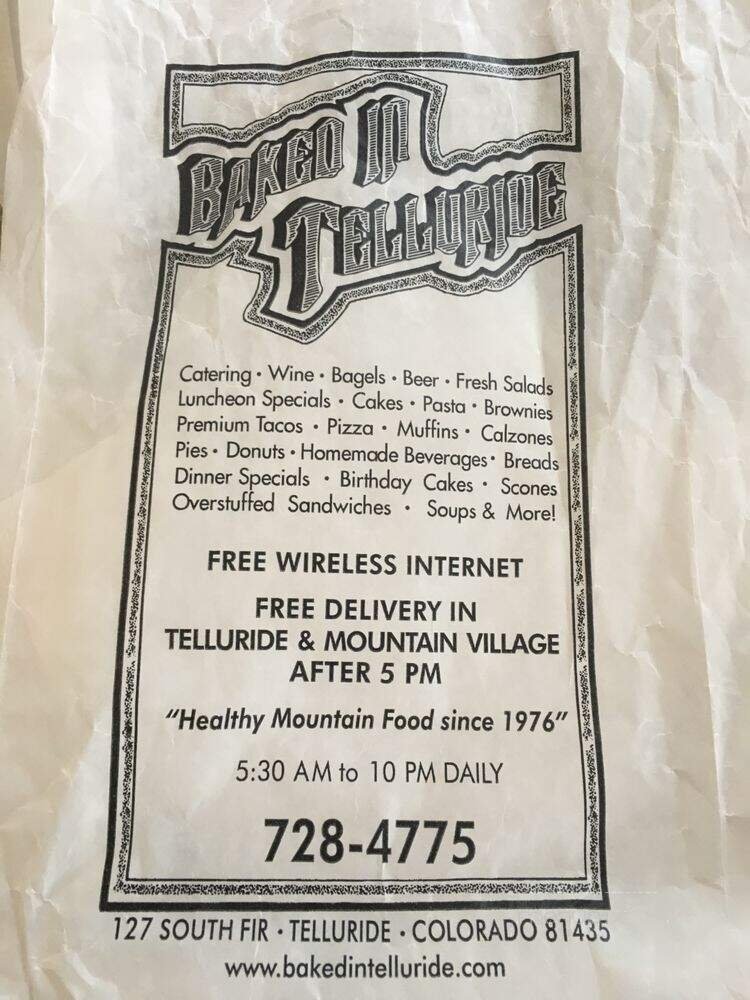 BAKED IN
TELLURIDE
Catering • Wine • Bagels • Beer • Fresh Salads
Luncheon Specials • Cakes • Pasta • Brownies
Premium Tacos • Pizza • Muffins • Calzones
Pies • Donuts • Homemade Beverages • Breads
Dinner Specials • Birthday Cakes • Scones
Overstuffed Sandwiches • Soups & More!
FREE WIRELESS INTERNET
FREE DELIVERY IN
TELLURIDE & MOUNTAIN VILLAGE
AFTER 5 PM
"Healthy Mountain Food since 1976"
5:30 AM to 10 PM DAILY
728-4775
127 SOUTH FIR • TELLURIDE • COLORADO 81435
www.bakedintelluride.com